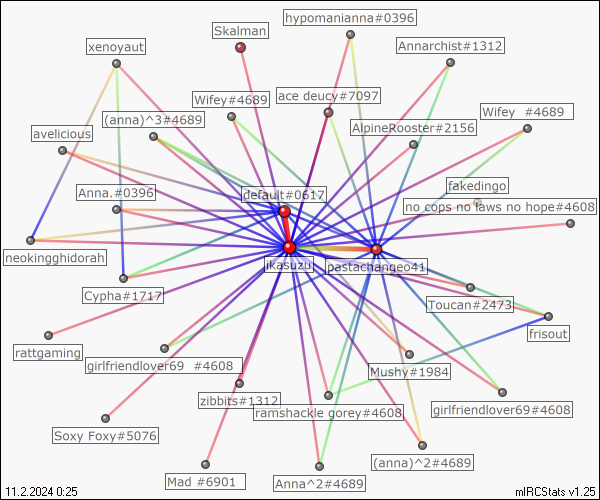 hypomanianna#0396
Skalman
xenoyaut
Annarchist#1312
Wifey#4689
ace deucy#7097
(anna)^3#4689
Wifey  #4689
avelicious
AlpineRooster#2156
fakedingo
Anna.#0396
default#0617
no cops no laws no hope#4608
neokingghidorah
jikasuzu
pastachangeo41
Cypha#1717
Toucan#2473
frisout
rattgaming
girlfriendlover69  #4608
Mushy#1984
zibbits#1312
ramshackle gorey#4608
girlfriendlover69#4608
Soxy Foxy#5076
(anna)^2#4689
Mad #6901
Anna^2#4689
11.2.2024 0:25
mIRCStats v1.25